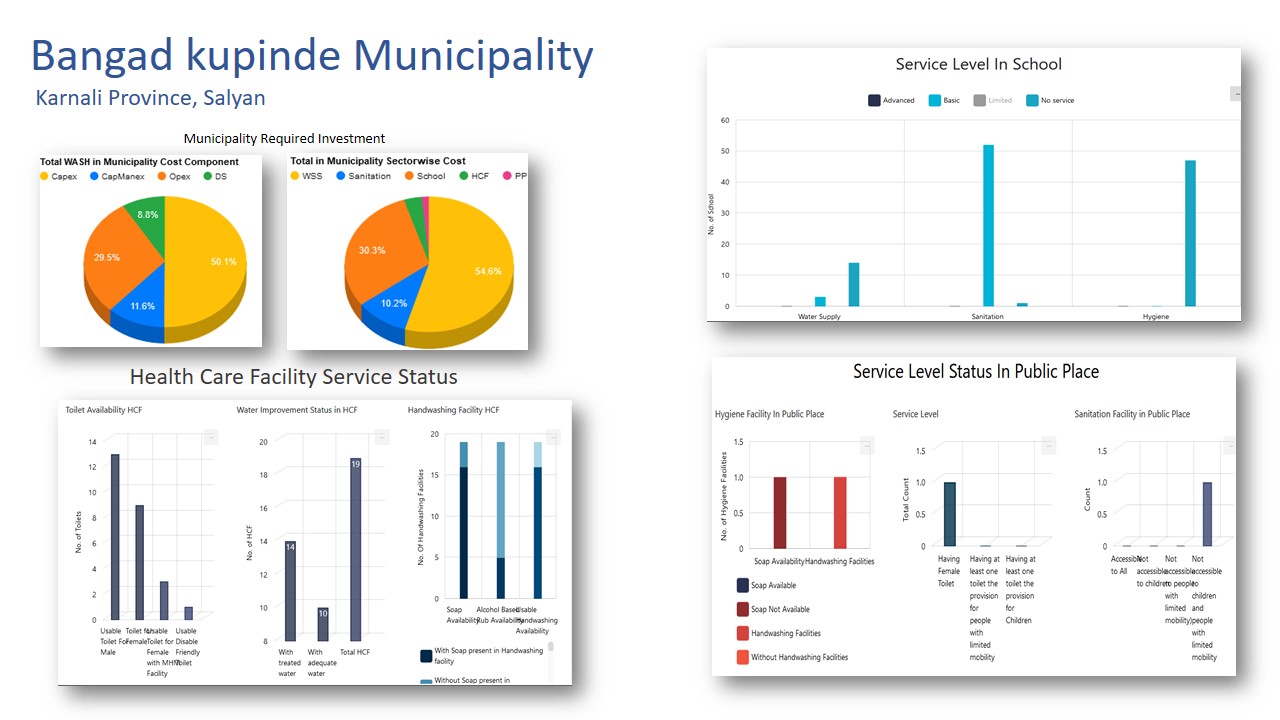 Bangad kupinde Municipality
Karnali Province, Salyan
Municipality Required Investment
Total WASH in Municipality Cost Component
Capex CapManex Opex DS
8.8%
29.5%
50.1%
11.6%
Total in Municipality Sectorwise Cost
WSS Sanitation School HCF PP
30.3%
54.6%
10.2%
Health Care Facility Service Status
Toilet Availability HCF
No. of Toilets
14
12
10
8
6
4
2
0
Usable Toilet For Male
Toilet for Female
Usable Toilet for Female with MHM Facility
Usable Disable Friendly Toilet
Water Improvement Status in HCF
No. of HCF
20
18
16
14
12
10
8
14
10
19
With treated water
With adequate water
Total HCF
Handwashing Facility HCF
No. Of Handwashing Facilities
20
15
10
5
0
Soap Availability
Alcohol Based Rub Availability
Usable Handwashing Availability
With Soap present in Handwashing
facility
Without Soap present in
Service Level In School
Advanced Basic Limited No service
No. of School
60
50
40
30
20
10
0
Water Supply Sanitation Hygiene
Service Level Status In Public Place
Hygiene Facility In Public Place
No. of Hygiene Facilities
1.5
1.0
0.5
0
Soap Availability Handwashing Facilities
Soap Available
Soap Not Available
Handwashing Facilities
Without Handwashing Facilities
Service Level
Total Count
1.5
1.0
0.5
0
Having Female Toilet
Having at least one toilet the provision for people with limited mobility
Having at least one toilet the provision for Children
Sanitation Facility in Public Place
Count
1.5
1.0
0.5
0
Accessible to All
Not accessible to children
Not accessible to people with limited mobility
Not accessible to children and people with limited mobility